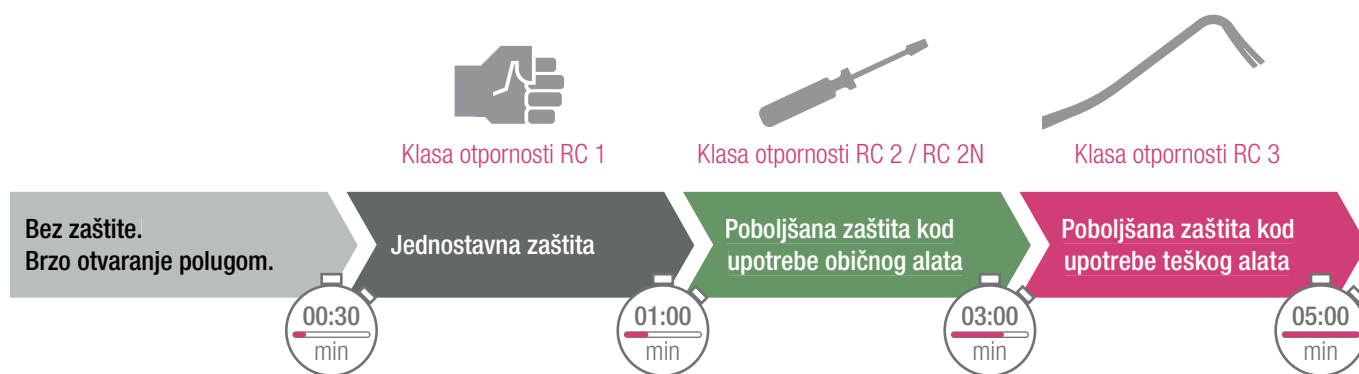 Klasa otpornosti RC 1
Klasa otpornosti RC 2 / RC 2N
Klasa otpornosti RC 3
Bez zaštite.
Brzo otvaranje polugom.
Jednostavna zaštita
Poboljšana zaštita kod
upotrebe običnog alata
Poboljšana zaštita kod
upotrebe teškog alata
00:30
min
01:00
min
03:00
min
05:00
min